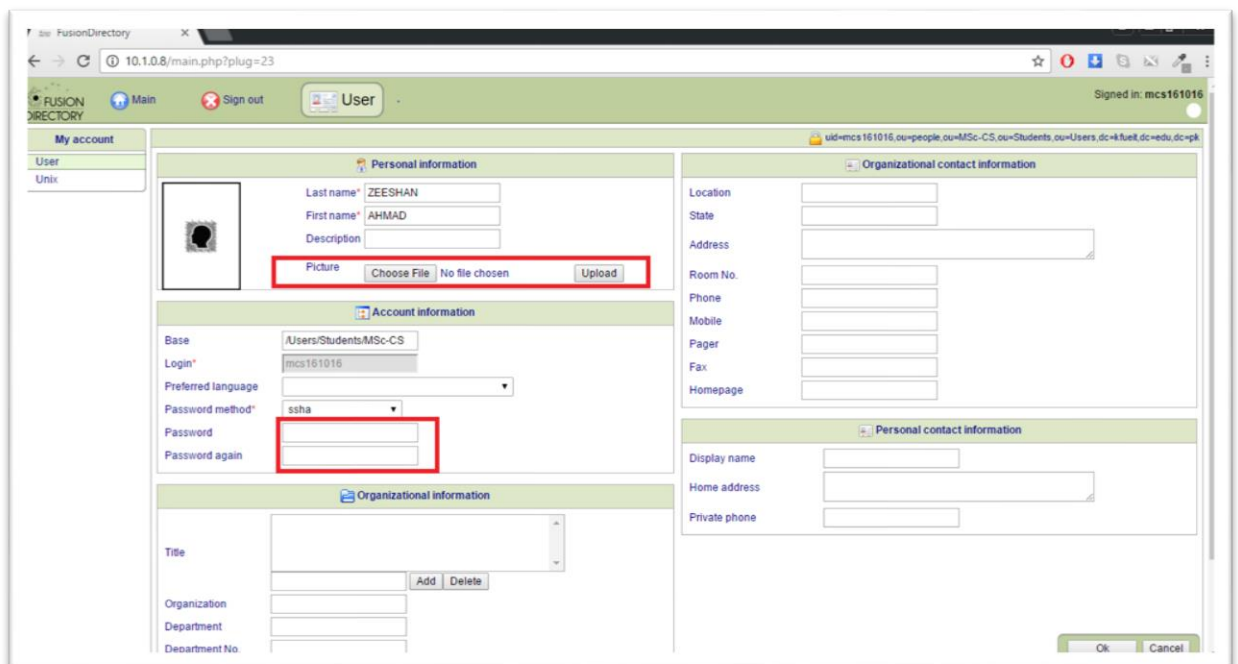 FusionDirectory
10.1.0.8/main.php?plug=23
FUSION DIRECTORY
Main
Sign out
User
Signed in: mcs161016
My account
User
Unix
uid=mcs161016,ou=people,ou=MSc-CS,ou=Students,ou=Users,dc=kfueit,dc=edu,dc=pk
Personal information
Last name* ZEESHAN
First name* AHMAD
Description
Picture Choose File No file chosen Upload
Account information
Base /Users/Students/MSc-CS
Login* mcs161016
Preferred language
Password method* ssha
Password
Password again
Organizational information
Title
Add Delete
Organization
Department
Department No.
Organizational contact information
Location
State
Address
Room No.
Phone
Mobile
Pager
Fax
Homepage
Personal contact information
Display name
Home address
Private phone
Ok Cancel